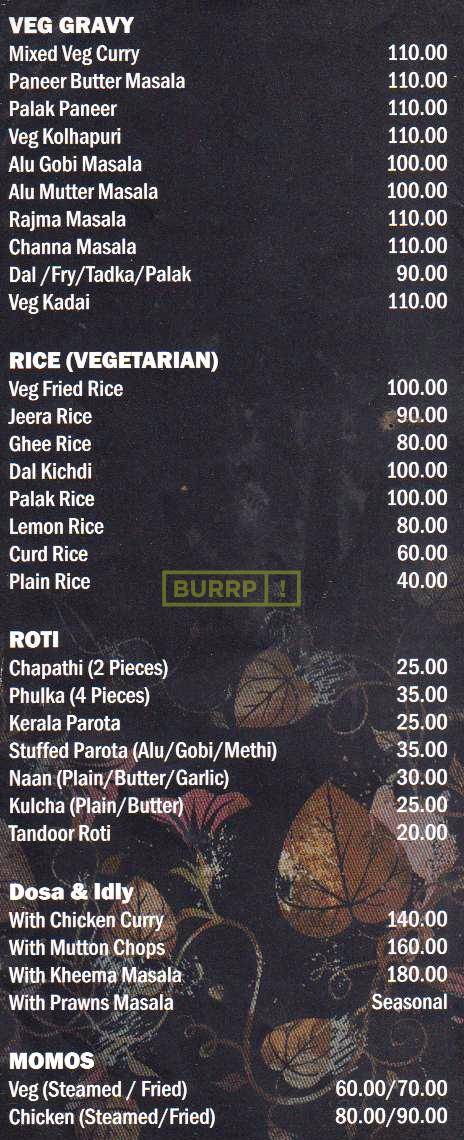 VEG GRAVY
Mixed Veg Curry 110.00
Paneer Butter Masala 110.00
Palak Paneer 110.00
Veg Kolhapuri 110.00
Alu Gobi Masala 100.00
Alu Mutter Masala 100.00
Rajma Masala 110.00
Channa Masala 110.00
Dal /Fry/Tadka/Palak 90.00
Veg Kadai 110.00
RICE (VEGETARIAN)
Veg Fried Rice 100.00
Jeera Rice 90.00
Ghee Rice 80.00
Dal Kichdi 100.00
Palak Rice 100.00
Lemon Rice 80.00
Curd Rice 60.00
Plain Rice 40.00
BURRP !
ROTI
Chapathi (2 Pieces) 25.00
Phulka (4 Pieces) 35.00
Kerala Parota 25.00
Stuffed Parota (Alu/Gobi/Methi) 35.00
Naan (Plain/Butter/Garlic) 30.00
Kulcha (Plain/Butter) 25.00
Tandoor Roti 20.00
Dosa & Idly
With Chicken Curry 140.00
With Mutton Chops 160.00
With Kheema Masala 180.00
With Prawns Masala Seasonal
MOMOS
Veg (Steamed / Fried) 60.00/70.00
Chicken (Steamed/Fried) 80.00/90.00